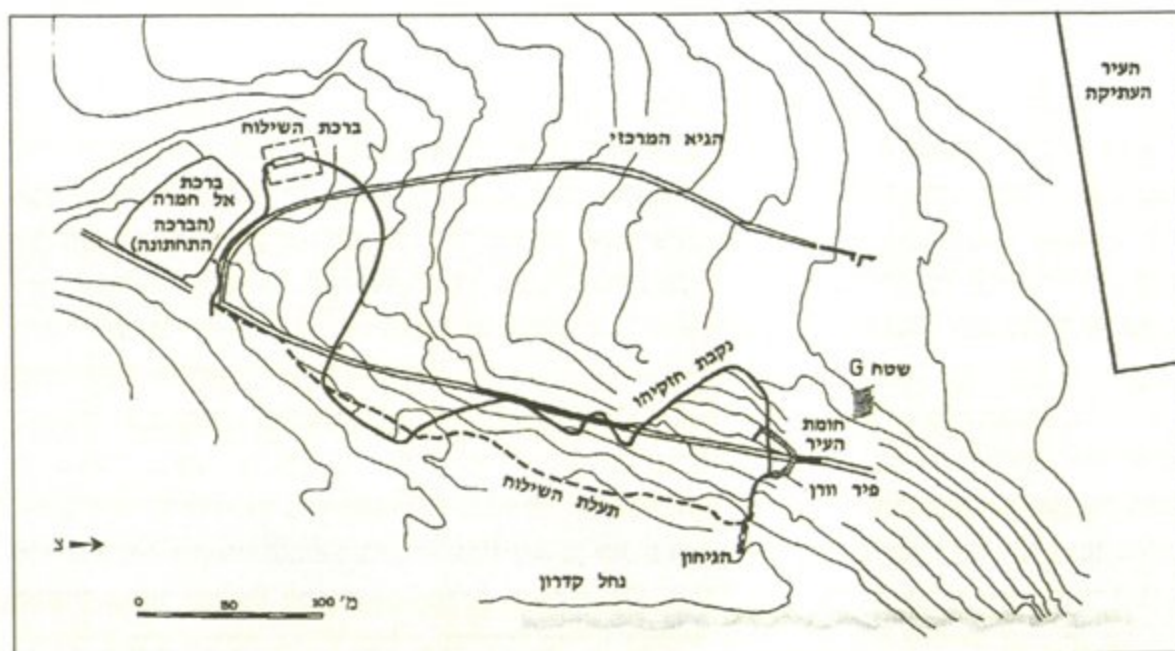 העיר
העתיקה
ברכת השילוח
הגיא המרכזי
ברכת
אל חמרה
(הברכה
התחתונה)
נקבת חזקיהו
שטח G
חומת
העיר
פיר וורן
תעלת השילוח
הגיחון
נחל קדרון
צ
0 50 100 מ'